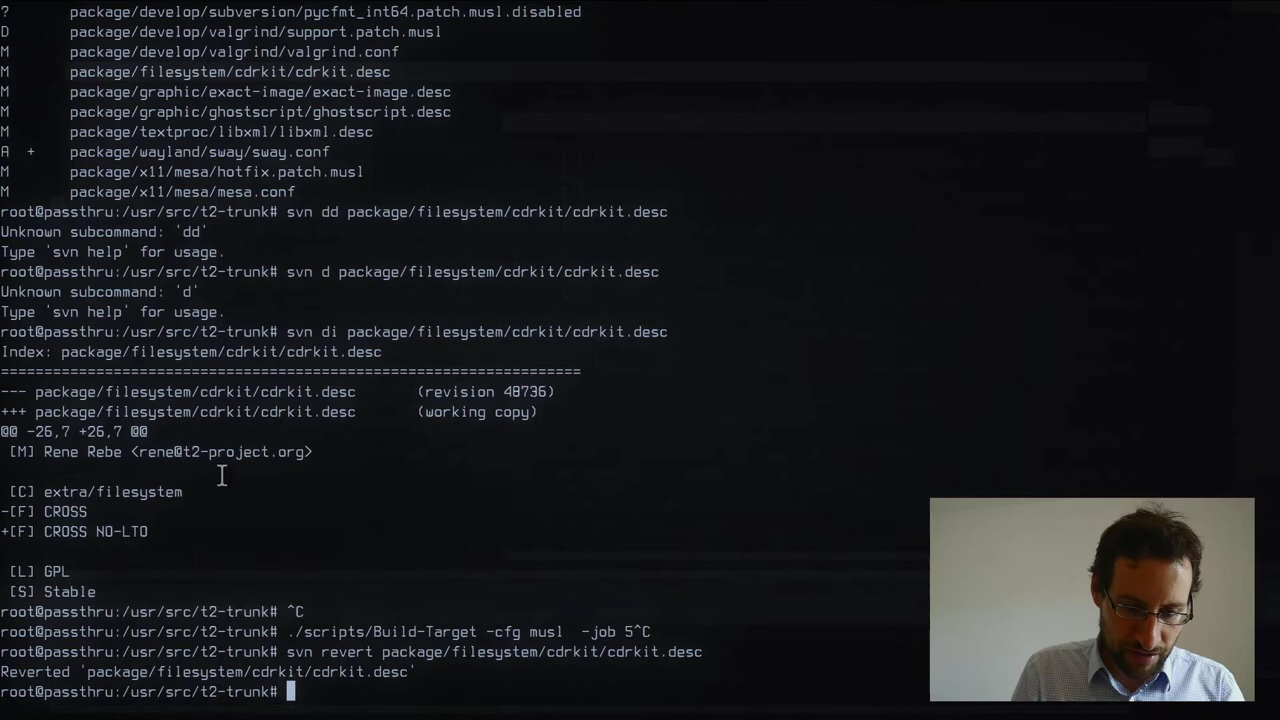 ?       package/develop/subversion/pycfmt_int64.patch.musl.disabled
D       package/develop/valgrind/support.patch.musl
M       package/develop/valgrind/valgrind.conf
M       package/filesystem/cdrkit/cdrkit.desc
M       package/graphic/exact-image/exact-image.desc
M       package/graphic/ghostscript/ghostscript.desc
M       package/textproc/libxml/libxml.desc
A  +    package/wayland/sway/sway.conf
M       package/x11/mesa/hotfix.patch.musl
M       package/x11/mesa/mesa.conf
root@passthru:/usr/src/t2-trunk# svn dd package/filesystem/cdrkit/cdrkit.desc
Unknown subcommand: 'dd'
Type 'svn help' for usage.
root@passthru:/usr/src/t2-trunk# svn d package/filesystem/cdrkit/cdrkit.desc
Unknown subcommand: 'd'
Type 'svn help' for usage.
root@passthru:/usr/src/t2-trunk# svn di package/filesystem/cdrkit/cdrkit.desc
Index: package/filesystem/cdrkit/cdrkit.desc
===================================================================
--- package/filesystem/cdrkit/cdrkit.desc       (revision 48736)
+++ package/filesystem/cdrkit/cdrkit.desc       (working copy)
@@ -26,7 +26,7 @@
 [M] Rene Rebe <rene@t2-project.org>
 [C] extra/filesystem
-[F] CROSS
+[F] CROSS NO-LTO
 [L] GPL
 [S] Stable
root@passthru:/usr/src/t2-trunk# ^C
root@passthru:/usr/src/t2-trunk# ./scripts/Build-Target -cfg musl  -job 5^C
root@passthru:/usr/src/t2-trunk# svn revert package/filesystem/cdrkit/cdrkit.desc
Reverted 'package/filesystem/cdrkit/cdrkit.desc'
root@passthru:/usr/src/t2-trunk#